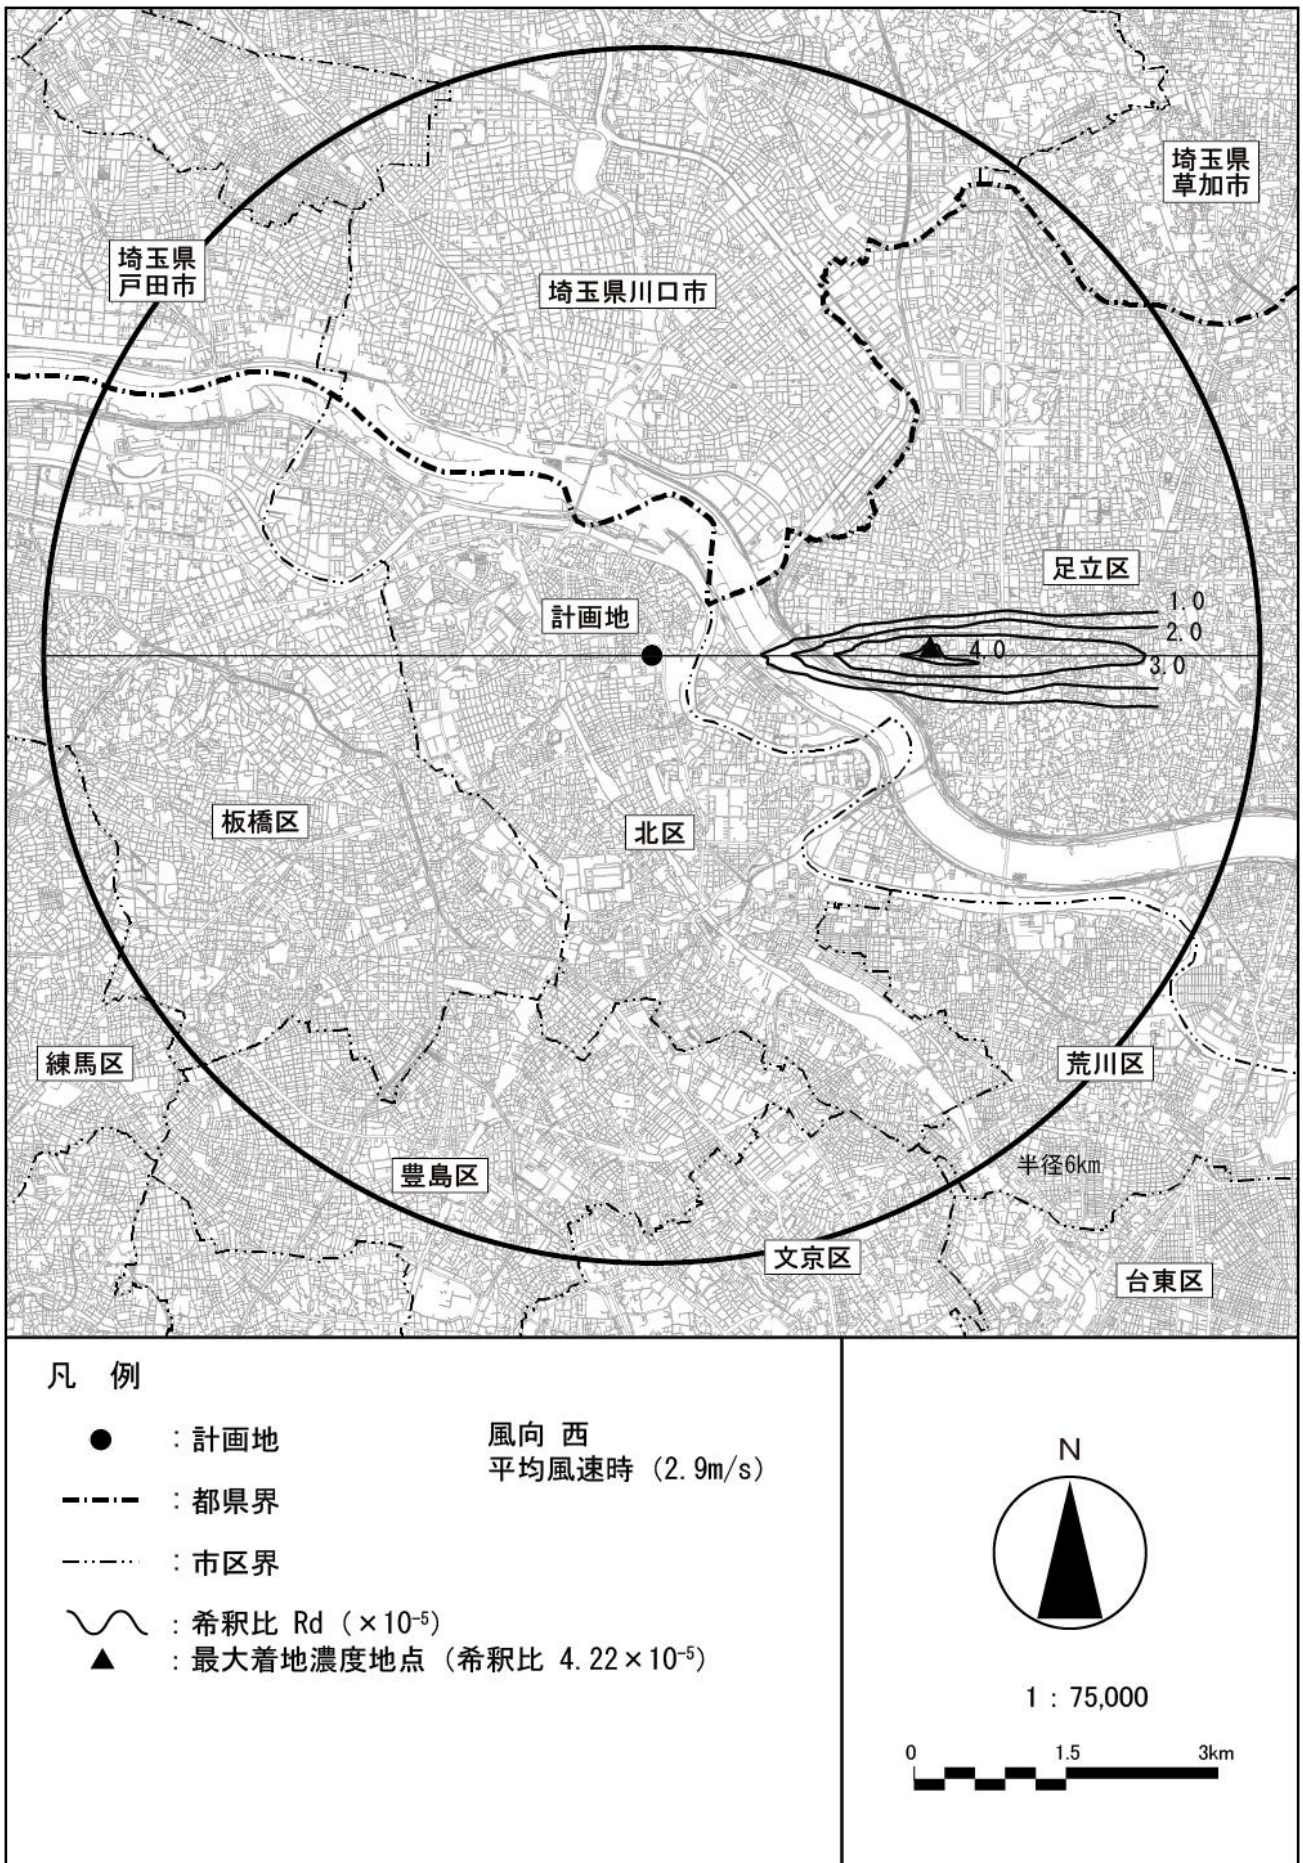 埼玉県
草加市
埼玉県
戸田市
埼玉県川口市
足立区
1.0
計画地
2.0
4.0
3.0
板橋区
北区
練馬区
荒川区
豊島区
半径6km
文京区
台東区
凡 例
：計画地
風向 西
平均風速時（2.9m/s）
：都県界
：市区界
：希釈比 Rd（×10⁻⁵）
：最大着地濃度地点（希釈比 4.22×10⁻⁵）
N
1：75,000
0 1.5 3km